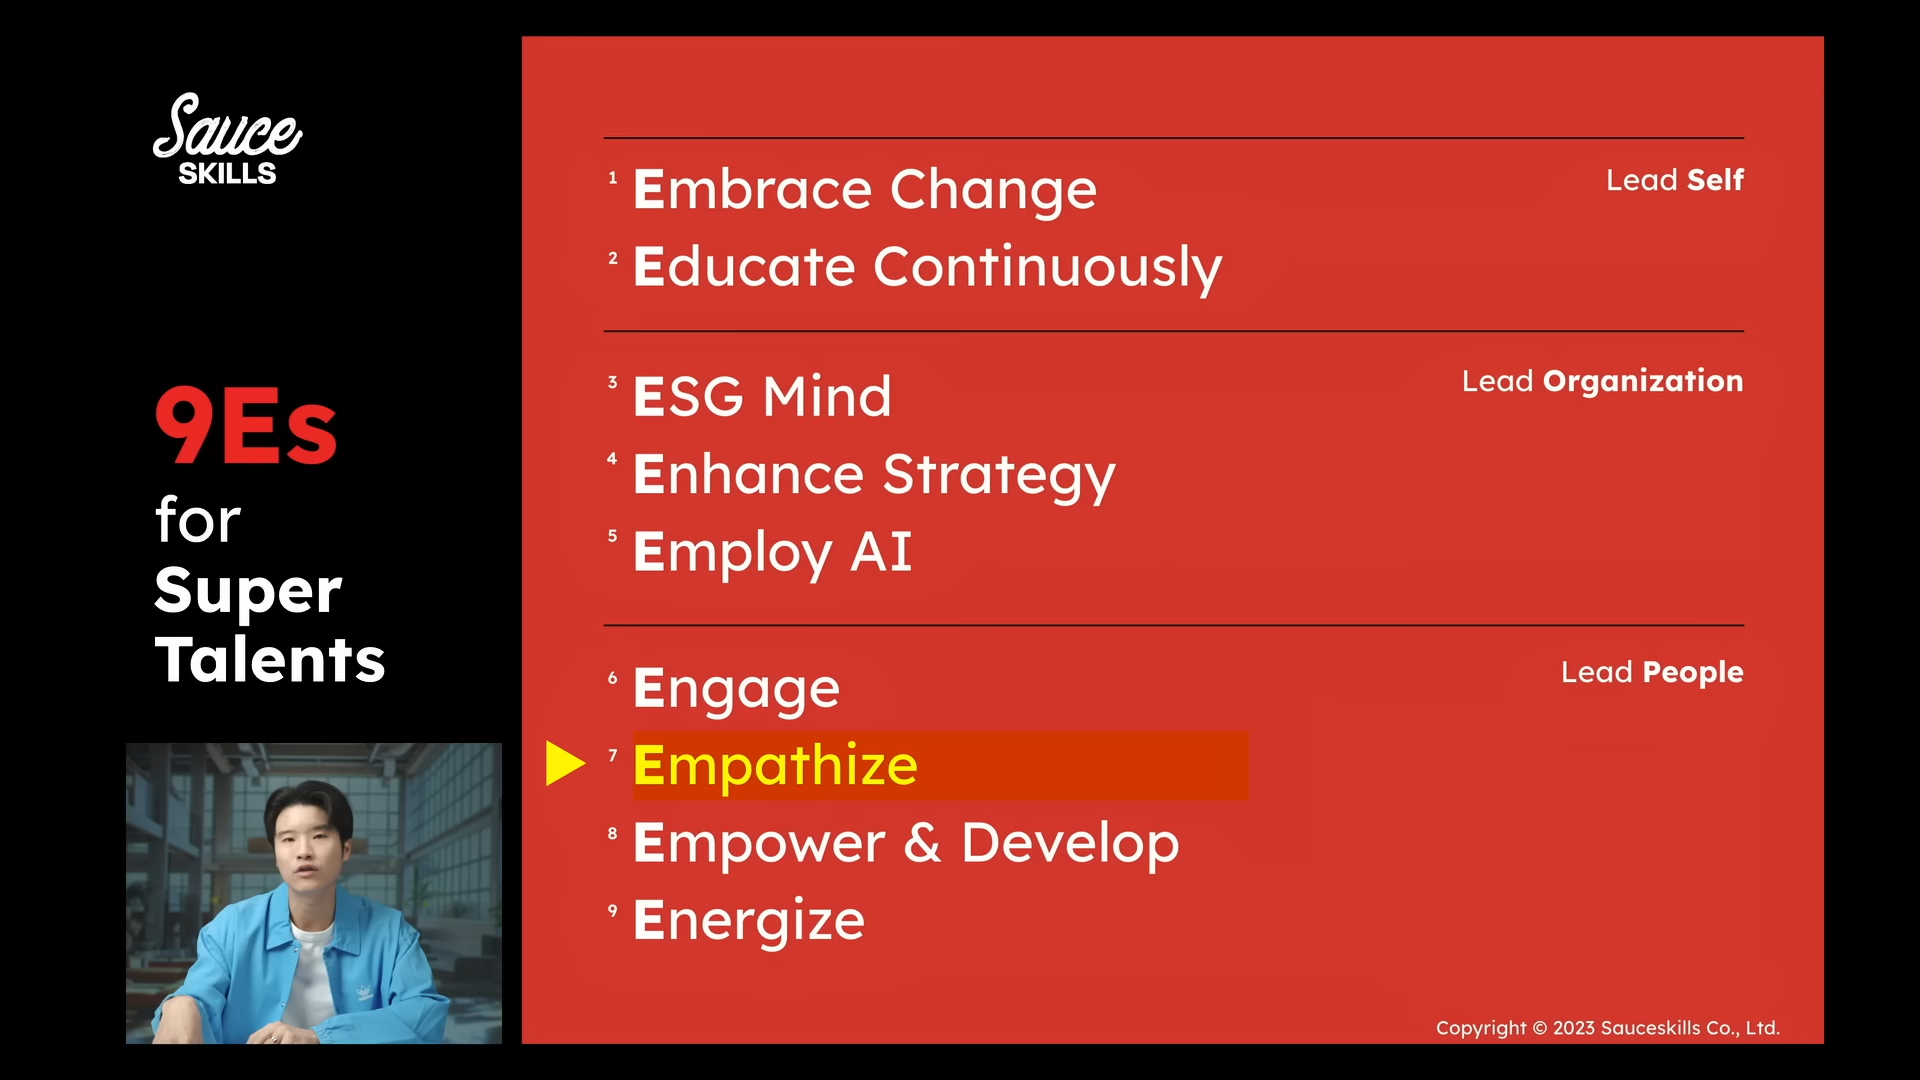 Sauce
SKILLS
9Es
for
Super
Talents
1 Embrace Change
Lead Self
2 Educate Continuously
3 ESG Mind
Lead Organization
4 Enhance Strategy
5 Employ AI
6 Engage
Lead People
7 Empathize
8 Empower & Develop
9 Energize
Copyright © 2023 Sauceskills Co., Ltd.